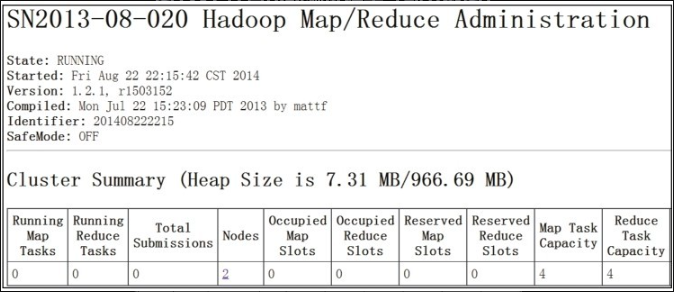 SN2013-08-020 Hadoop Map/Reduce Administration
State: RUNNING
Started: Fri Aug 22 22:15:42 CST 2014
Version: 1.2.1, r1503152
Compiled: Mon Jul 22 15:23:09 PDT 2013 by mattf
Identifier: 201408222215
SafeMode: OFF
Cluster Summary (Heap Size is 7.31 MB/966.69 MB)
Running Map Tasks Running Reduce Tasks Total Submissions Nodes Occupied Map Slots Occupied Reduce Slots Reserved Map Slots Reserved Reduce Slots Map Task Capacity Reduce Task Capacity
0 0 0 2 0 0 0 0 4 4